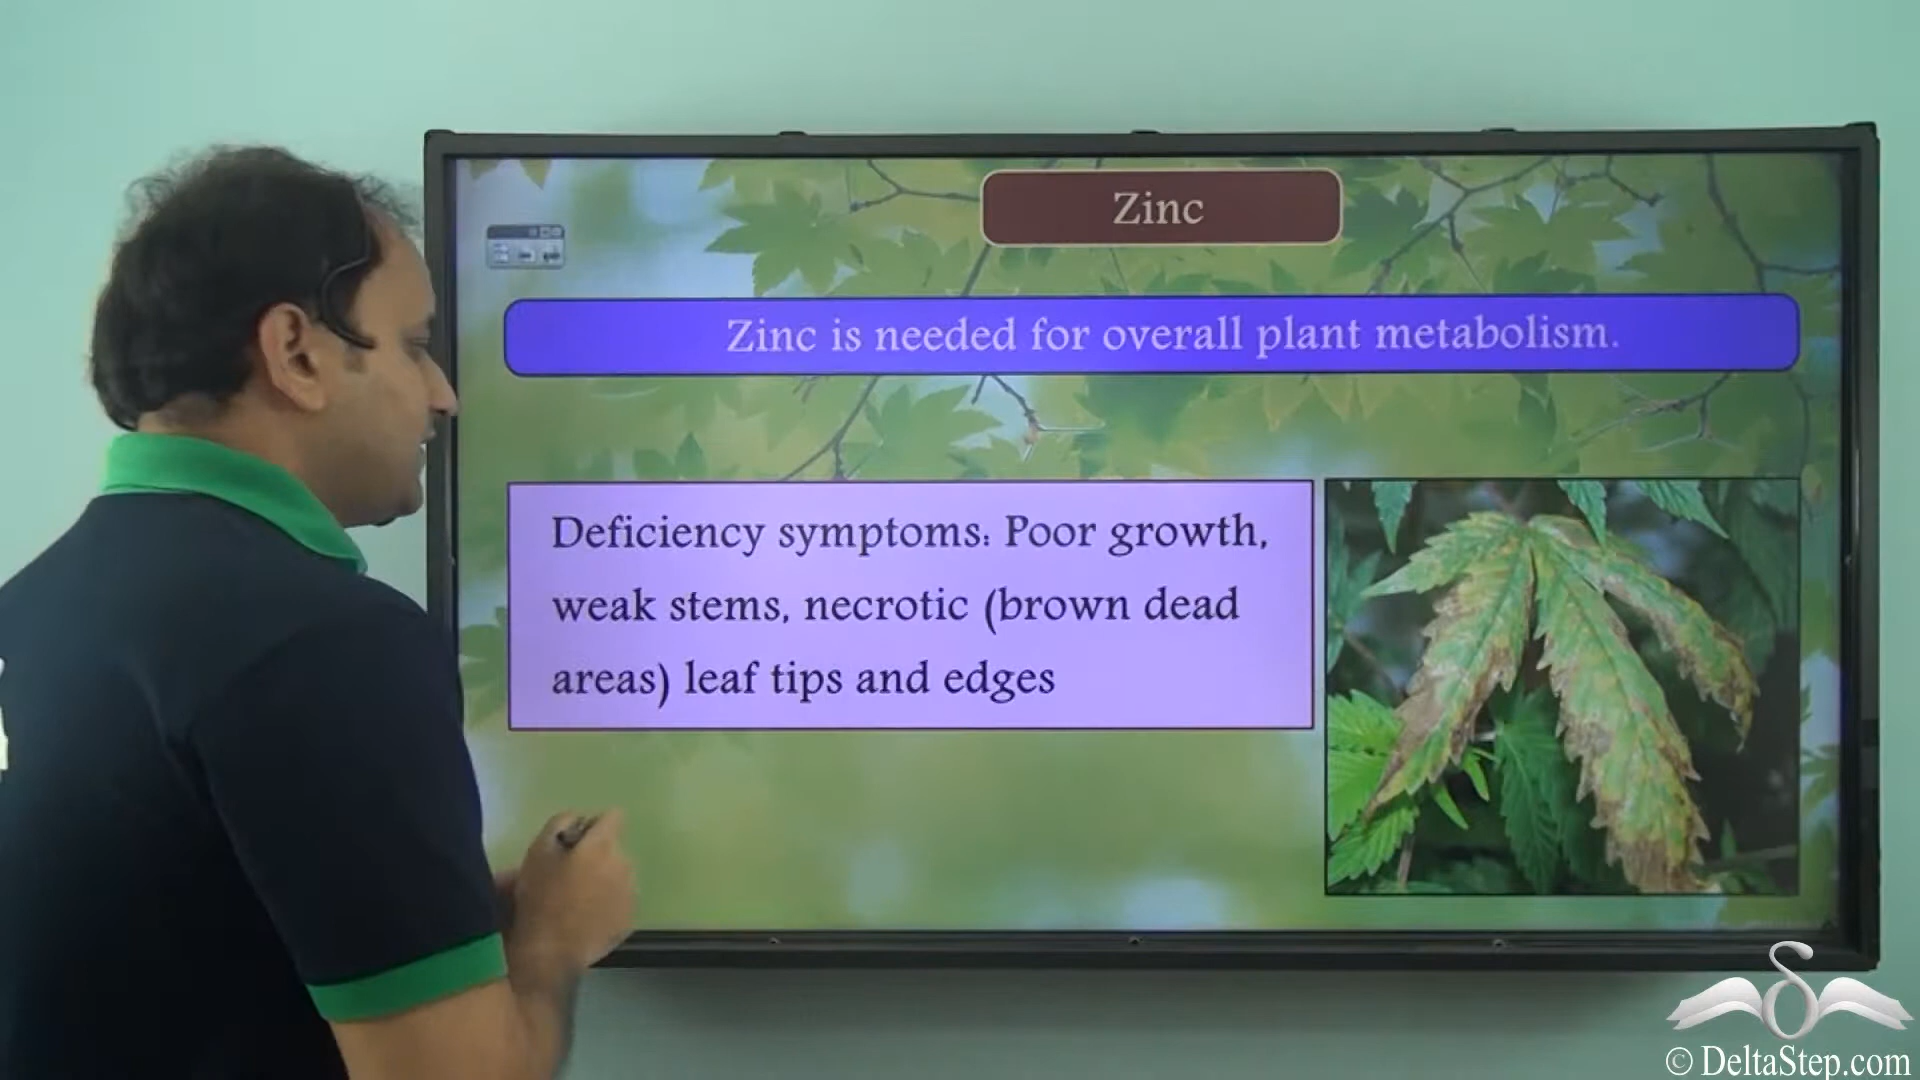 Zinc
Zinc is needed for overall plant metabolism.
Deficiency symptoms: Poor growth,
weak stems, necrotic (brown dead
areas) leaf tips and edges
© DeltaStep.com